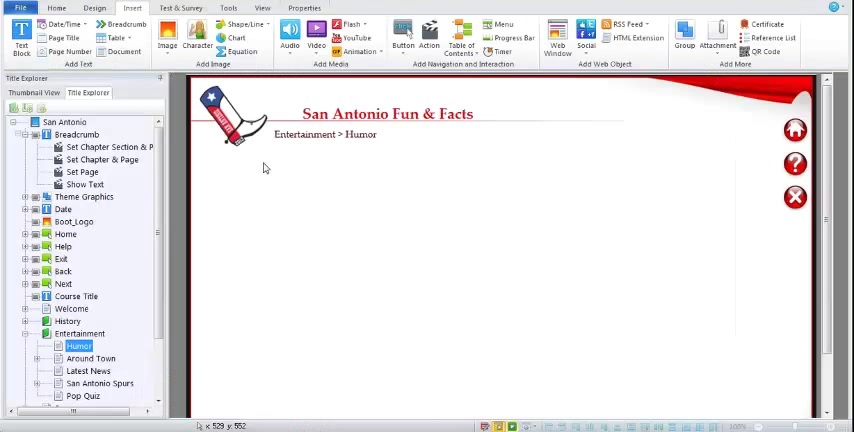 File Home Design Insert Test & Survey Tools View Properties
Text Block
Date/Time
Page Title
Page Number
Breadcrumb
Table
Document
Add Text
Image
Character
Shape/Line
Chart
Equation
Add Image
Audio
Video
Flash
YouTube
Animation
Add Media
Button
Action
Table of Contents
Menu
Progress Bar
Timer
Add Navigation and Interaction
Web Window
Social
RSS Feed
HTML Extension
Add Web Object
Group
Attachment
Certificate
Reference List
QR Code
Add More
Title Explorer
Thumbnail View Title Explorer
San Antonio
Breadcrumb
Set Chapter Section & P
Set Chapter & Page
Set Page
Show Text
Theme Graphics
Date
Boot_Logo
Home
Help
Exit
Back
Next
Course Title
Welcome
History
Entertainment
Humor
Around Town
Latest News
San Antonio Spurs
Pop Quiz
San Antonio Fun & Facts
Entertainment > Humor
x: 529 y: 552
100%